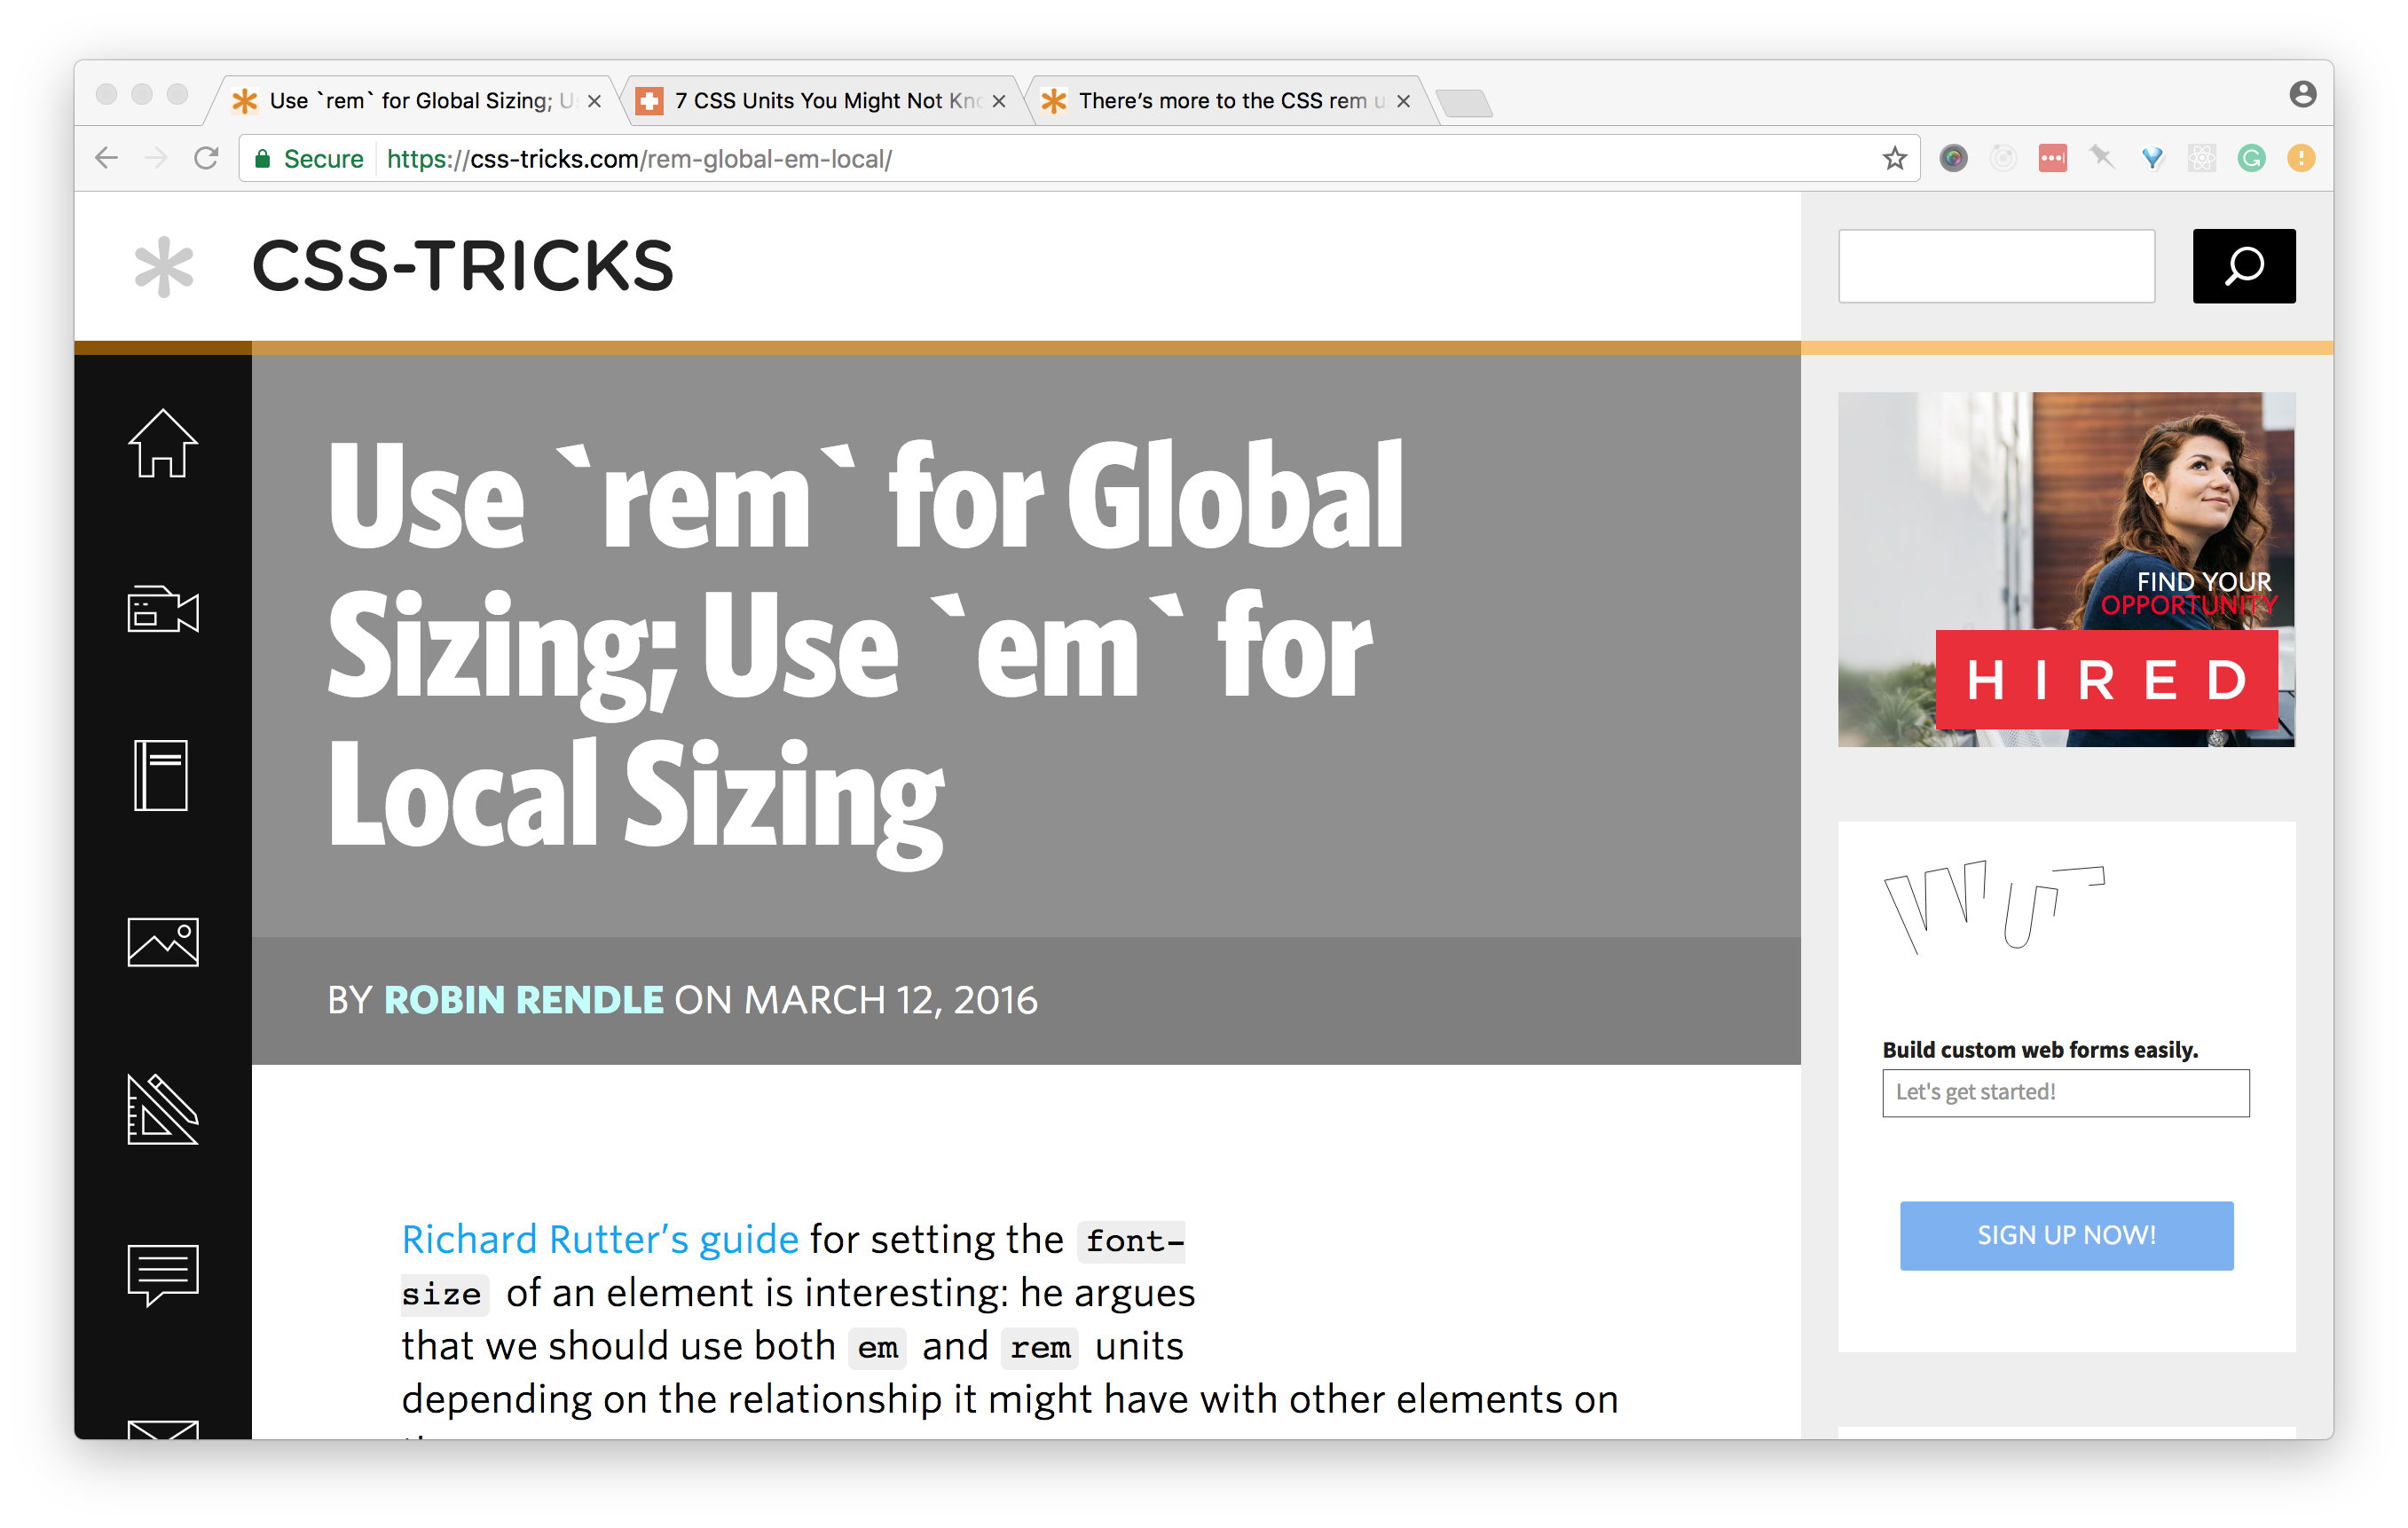 Use `rem` for Global Sizing; Us
7 CSS Units You Might Not Kno
There’s more to the CSS rem u
Secure https://css-tricks.com/rem-global-em-local/
CSS-TRICKS
Use `rem` for Global
Sizing; Use `em` for
Local Sizing
BY ROBIN RENDLE ON MARCH 12, 2016
Richard Rutter’s guide for setting the font-
size of an element is interesting: he argues
that we should use both em and rem units
depending on the relationship it might have with other elements on
FIND YOUR
OPPORTUNITY
HIRED
Build custom web forms easily.
Let's get started!
SIGN UP NOW!